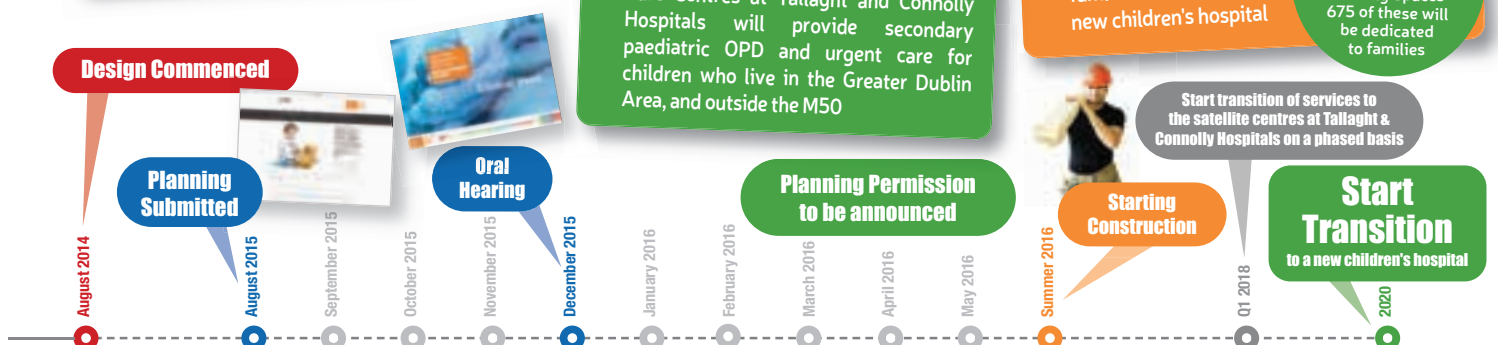 Hospitals will provide secondary
paediatric OPD and urgent care for
children who live in the Greater Dublin
Area, and outside the M50
new children's hospital
675 of these will
be dedicated
to families
Design Commenced
Planning
Submitted
Oral
Hearing
Planning Permission
to be announced
Starting
Construction
Start transition of services to
the satellite centres at Tallaght &
Connolly Hospitals on a phased basis
Start
Transition
to a new children's hospital
August 2014
August 2015
September 2015
October 2015
November 2015
December 2015
January 2016
February 2016
March 2016
April 2016
May 2016
Summer 2016
Q1 2018
2020